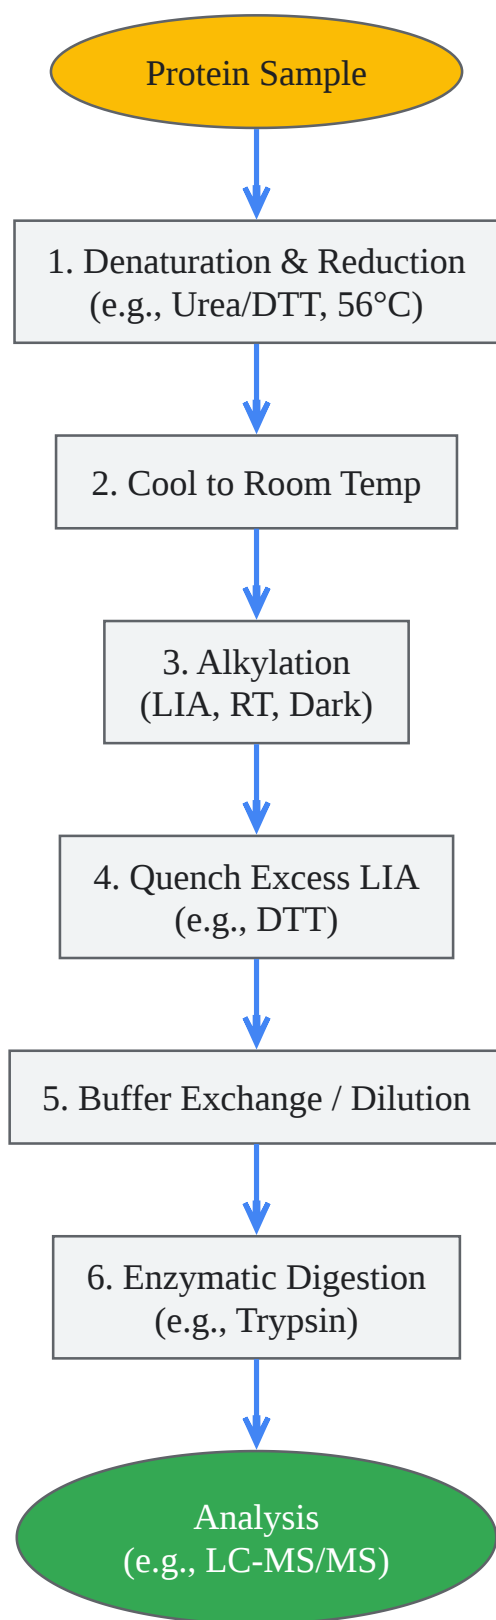 Protein Sample
1. Denaturation & Reduction
(e.g., Urea/DTT, 56°C)
2. Cool to Room Temp
3. Alkylation
(LIA, RT, Dark)
4. Quench Excess LIA
(e.g., DTT)
5. Buffer Exchange / Dilution
6. Enzymatic Digestion
(e.g., Trypsin)
Analysis
(e.g., LC-MS/MS)